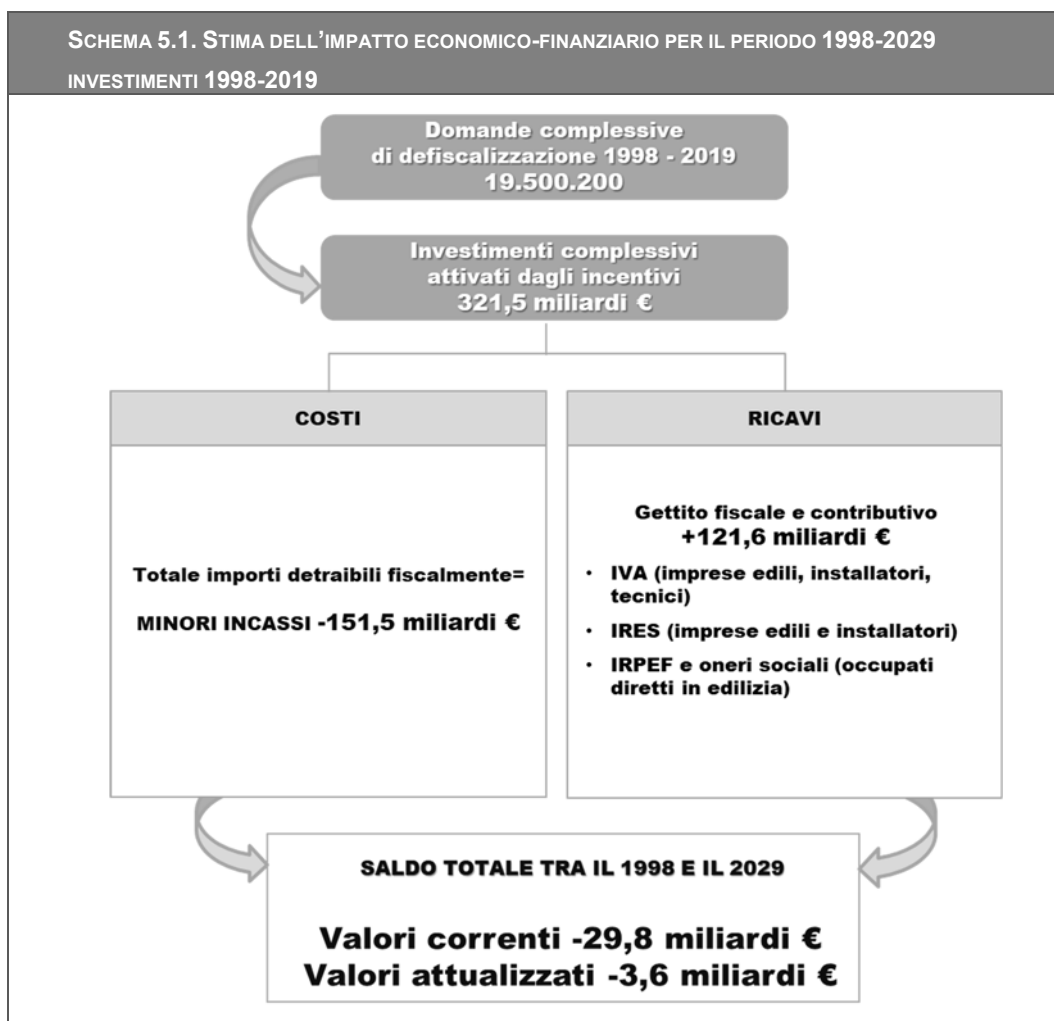 SCHEMA 5.1. STIMA DELL'IMPATTO ECONOMICO-FINANZIARIO PER IL PERIODO 1998-2029
INVESTIMENTI 1998-2019
Domande complessive
di defiscalizzazione 1998 - 2019
19.500.200
Investimenti complessivi
attivati dagli incentivi
321,5 miliardi €
COSTI
Totale importi detraibili fiscalmente=
MINORI INCASSI -151,5 miliardi €
RICAVI
Gettito fiscale e contributivo
+121,6 miliardi €
• IVA (imprese edili, installatori,
tecnici)
• IRES (imprese edili e installatori)
• IRPEF e oneri sociali (occupati
diretti in edilizia)
SALDO TOTALE TRA IL 1998 E IL 2029
Valori correnti -29,8 miliardi €
Valori attualizzati -3,6 miliardi €